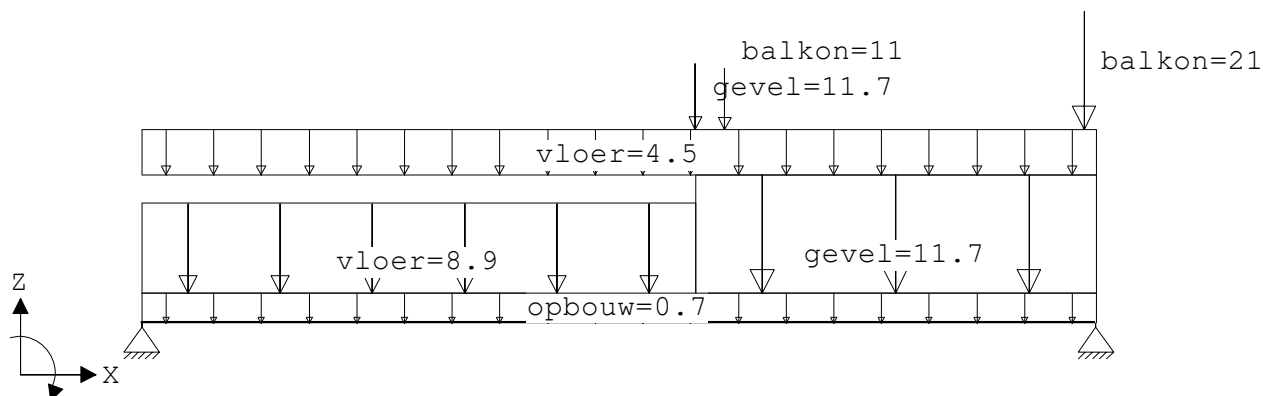 balkon=11
balkon=21
gevel=11.7
vloer=4.5
vloer=8.9
gevel=11.7
Z
opbouw=0.7
X